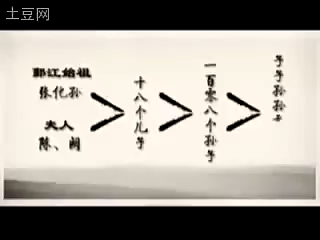 土豆网
鄞江始祖
张化孙
夫人
陈、阙
十八个儿子
一百零八个孙子
子子孙孙